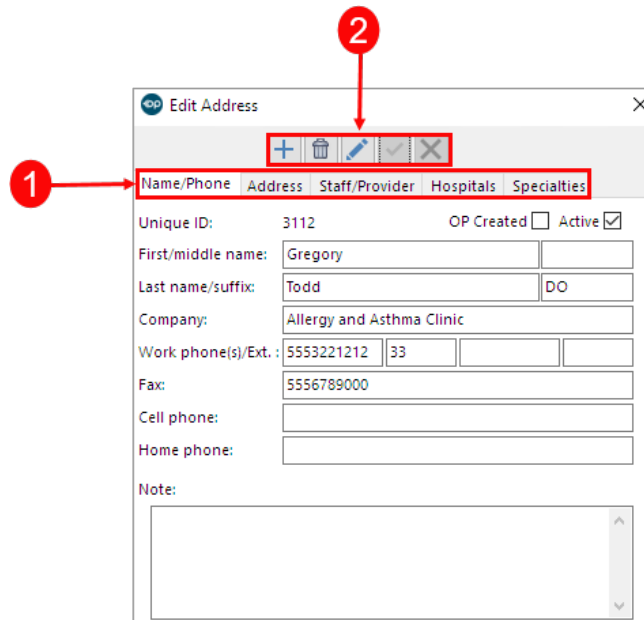 2
op Edit Address
1
Name/Phone Address Staff/Provider Hospitals Specialties
Unique ID: 3112 OP Created Active
First/middle name: Gregory
Last name/suffix: Todd DO
Company: Allergy and Asthma Clinic
Work phone(s)/Ext. : 5553221212 33
Fax: 5556789000
Cell phone:
Home phone:
Note: